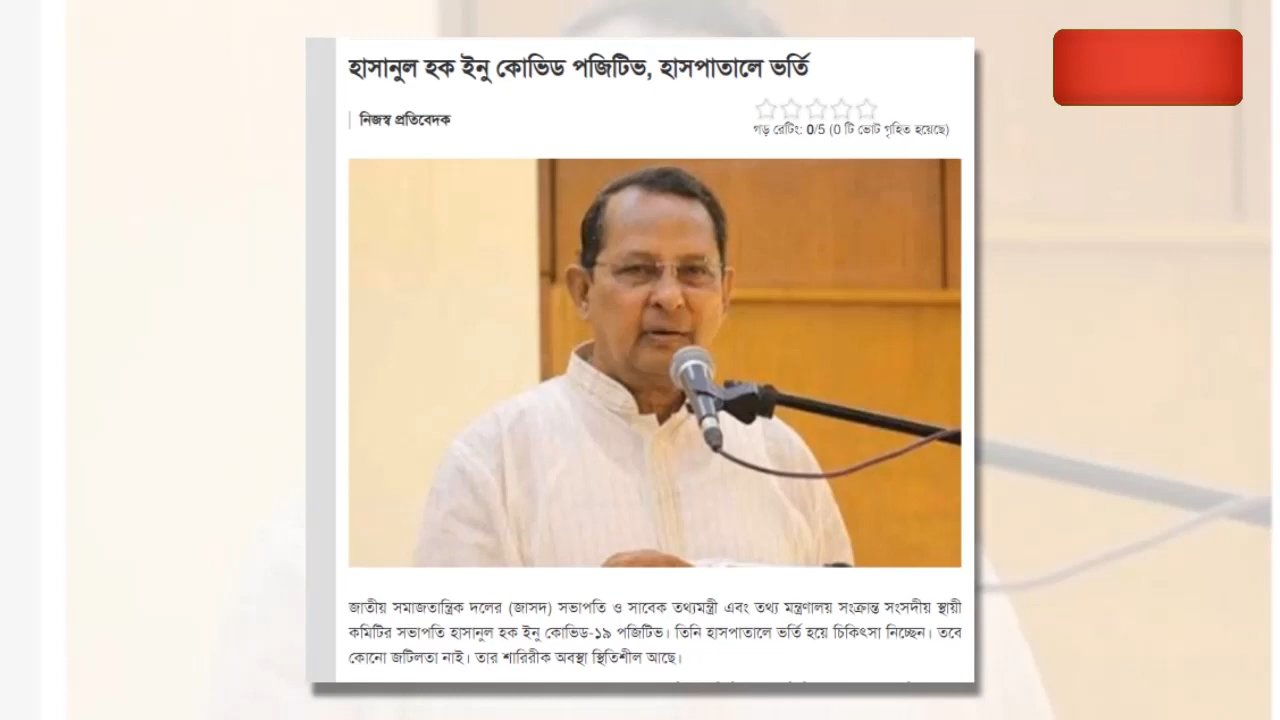 হাসানুল হক ইনু কোভিড পজিটিভ, হাসপাতালে ভর্তি
নিজস্ব প্রতিবেদক
গড় রেটিং: 0/5 (0 টি ভোট গৃহিত হয়েছে)
জাতীয় সমাজতান্ত্রিক দলের (জাসদ) সভাপতি ও সাবেক তথ্যমন্ত্রী এবং তথ্য মন্ত্রণালয় সংক্রান্ত সংসদীয় স্থায়ী
কমিটির সভাপতি হাসানুল হক ইনু কোভিড-১৯ পজিটিভ। তিনি হাসপাতালে ভর্তি হয়ে চিকিৎসা নিচ্ছেন। তবে
কোনো জটিলতা নাই। তার শারিরীক অবস্থা স্থিতিশীল আছে।